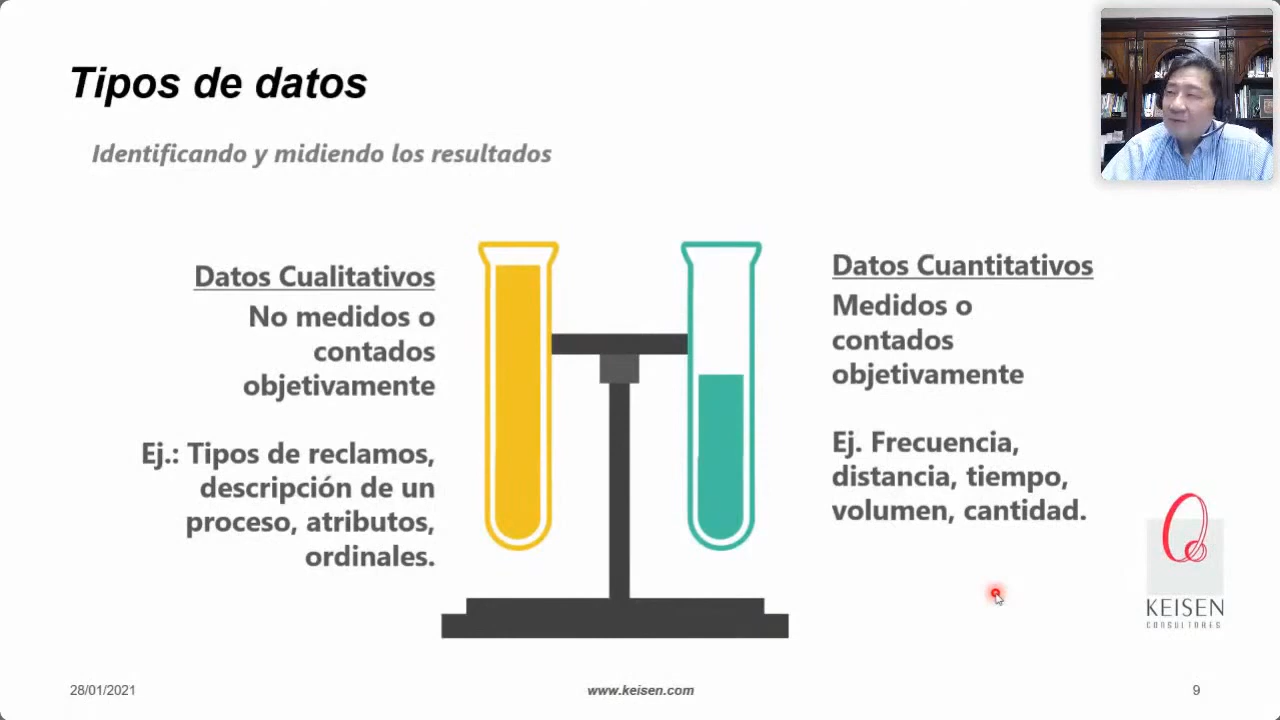 Tipos de datos
Identificando y midiendo los resultados
Datos Cualitativos
No medidos o
contados
objetivamente
Ej.: Tipos de reclamos,
descripción de un
proceso, atributos,
ordinales.
Datos Cuantitativos
Medidos o
contados
objetivamente
Ej. Frecuencia,
distancia, tiempo,
volumen, cantidad.
KEISEN
CONSULTORES
28/01/2021
www.keisen.com
9